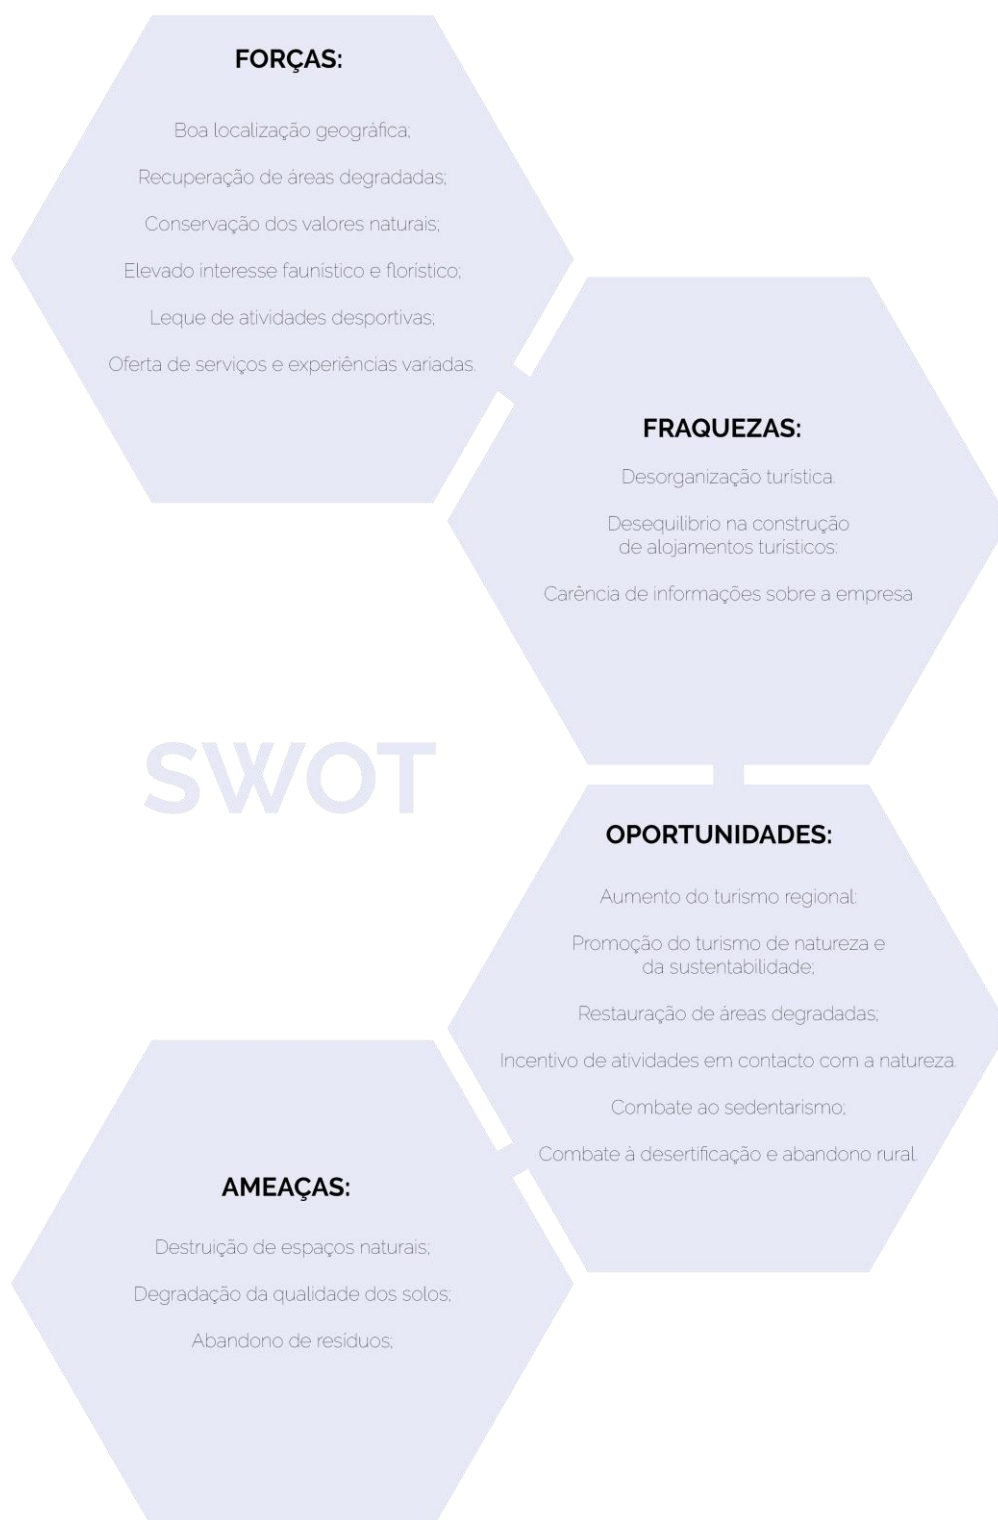 FORÇAS:
Boa localização geográfica;
Recuperação de áreas degradadas;
Conservação dos valores naturais;
Elevado interesse faunístico e florístico;
Leque de atividades desportivas;
Oferta de serviços e experiências variadas.
FRAQUEZAS:
Desorganização turística.
Desequilibrio na construção
de alojamentos turísticos;
Carência de informações sobre a empresa
SWOT
OPORTUNIDADES:
Aumento do turismo regional;
Promoção do turismo de natureza e
da sustentabilidade;
Restauração de áreas degradadas;
Incentivo de atividades em contacto com a natureza.
Combate ao sedentarismo;
Combate à desertificação e abandono rural.
AMEAÇAS:
Destruição de espaços naturais;
Degradação da qualidade dos solos;
Abandono de resíduos;